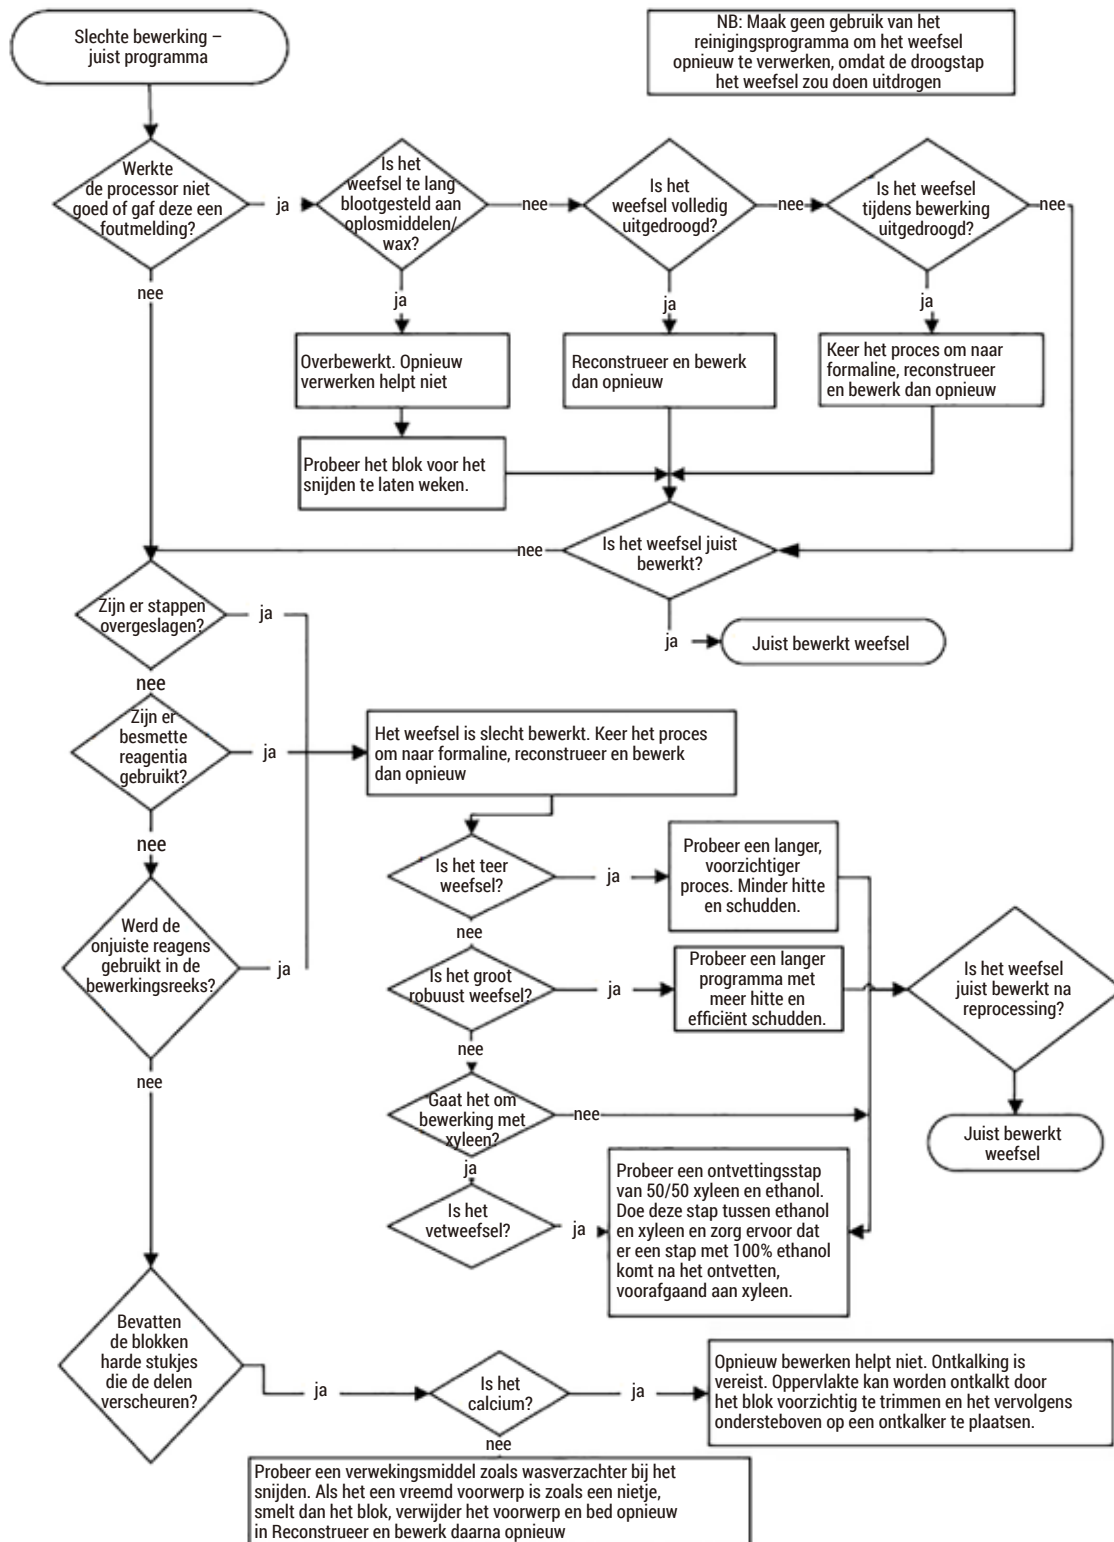 Slechte bewerking –
juist programma
NB: Maak geen gebruik van het
reinigingsprogramma om het weefsel
opnieuw te verwerken, omdat de droogstap
het weefsel zou doen uitdrogen
Werkte
de processor niet
goed of gaf deze een
foutmelding?
ja
Is het
weefsel te lang
blootgesteld aan
oplosmiddelen/
wax?
nee
Is het
weefsel volledig
uitgedroogd?
nee
Is het weefsel
tijdens bewerking
uitgedroogd?
nee
nee
ja
ja
ja
Overbewerkt. Opnieuw
verwerken helpt niet
Reconstrueer en bewerk
dan opnieuw
Keer het proces om naar
formaline, reconstrueer
en bewerk dan opnieuw
Probeer het blok voor het
snijden te laten weken.
Is het weefsel juist
bewerkt?
nee
ja
Juist bewerkt weefsel
Zijn er stappen
overgeslagen?
ja
nee
Zijn er
besmette
reagentia
gebruikt?
ja
Het weefsel is slecht bewerkt. Keer het proces
om naar formaline, reconstrueer en bewerk
dan opnieuw
nee
Werd de
onjuiste reagens
gebruikt in de
bewerkingsreeks?
ja
nee
Is het teer
weefsel?
ja
Probeer een langer,
voorzichtiger
proces. Minder hitte
en schudden.
nee
Is het groot
robuust weefsel?
ja
Probeer een langer
programma met
meer hitte en
efficiënt schudden.
Is het weefsel
juist bewerkt na
reprocessing?
Juist bewerkt
weefsel
nee
Gaat het om
bewerking met
xyleen?
nee
ja
Is het
vetweefsel?
ja
Probeer een ontvettingsstap
van 50/50 xyleen en ethanol.
Doe deze stap tussen ethanol
en xyleen en zorg ervoor dat
er een stap met 100% ethanol
komt na het ontvetten,
voorafgaand aan xyleen.
Bevatten
de blokken
harde stukjes
die de delen
verscheuren?
ja
Is het
calcium?
ja
Opnieuw bewerken helpt niet. Ontkalking is
vereist. Oppervlakte kan worden ontkalkt door
het blok voorzichtig te trimmen en het vervolgens
ondersteboven op een ontkalker te plaatsen.
nee
Probeer een verwekingsmiddel zoals wasverzachter bij het
snijden. Als het een vreemd voorwerp is zoals een nietje,
smelt dan het blok, verwijder het voorwerp en bed opnieuw
in Reconstrueer en bewerk daarna opnieuw